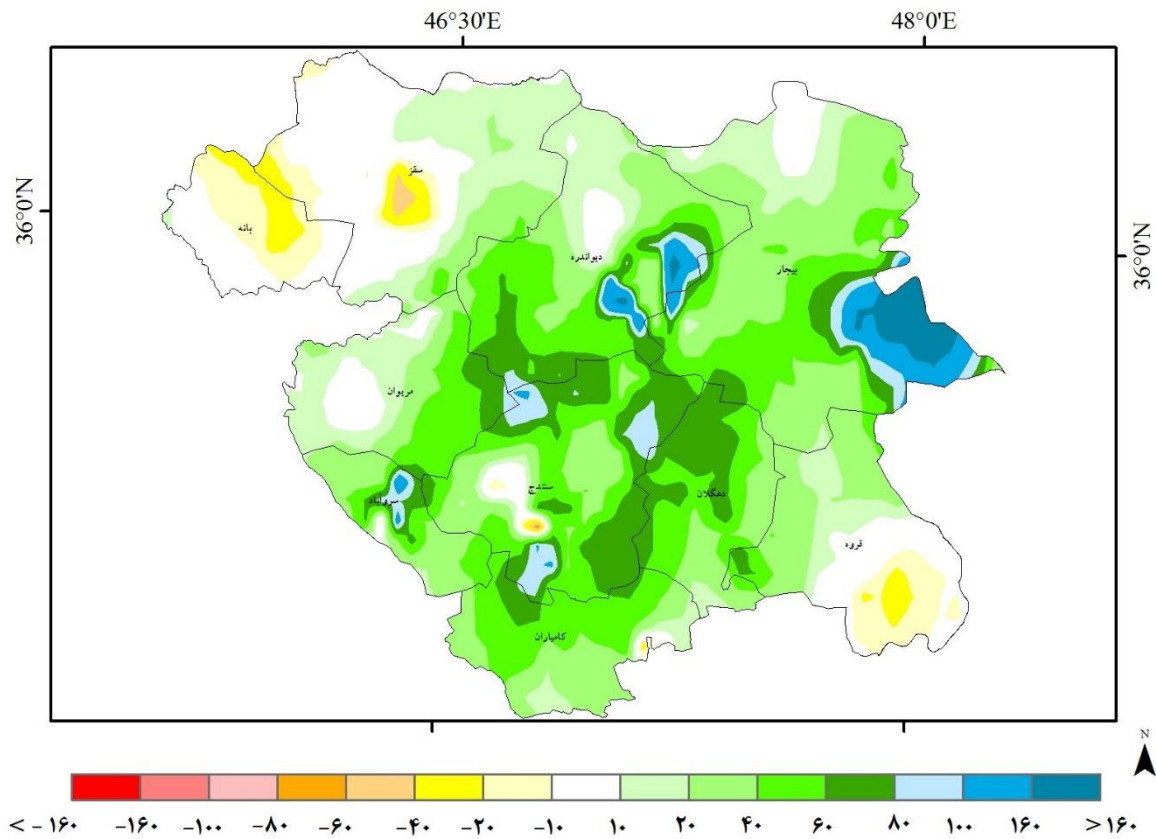 46°30'E 48°0'E
36°0'N
36°0'N
سقز
بانه
دیواندره
بیجار
مریوان
سنندج
سروآباد
دهگلان
قروه
کامیاران
N
< -۱۶۰ -۱۶۰ -۱۰۰ -۸۰ -۶۰ -۴۰ -۲۰ -۱۰ ۱۰ ۲۰ ۴۰ ۶۰ ۸۰ ۱۰۰ ۱۶۰ >۱۶۰